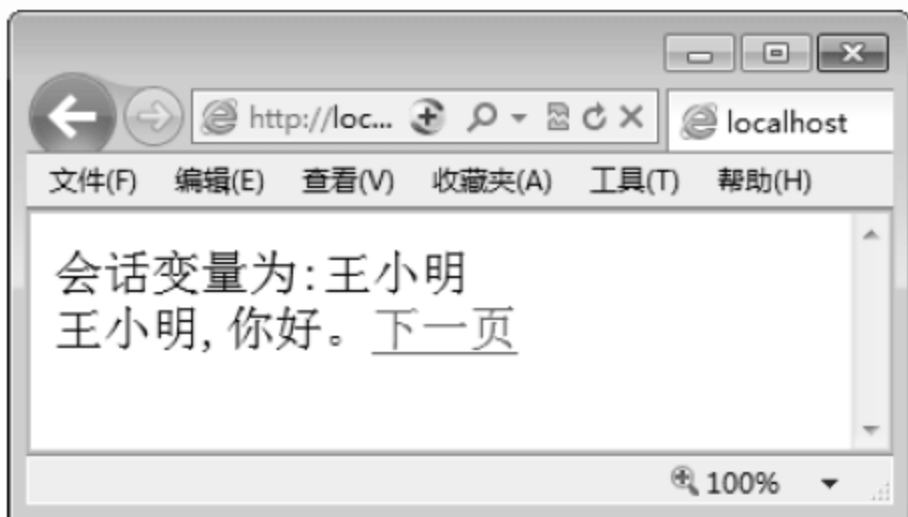 http://loc...
localhost
文件(F) 编辑(E) 查看(V) 收藏夹(A) 工具(T) 帮助(H)
会话变量为:王小明
王小明,你好。下一页
100%